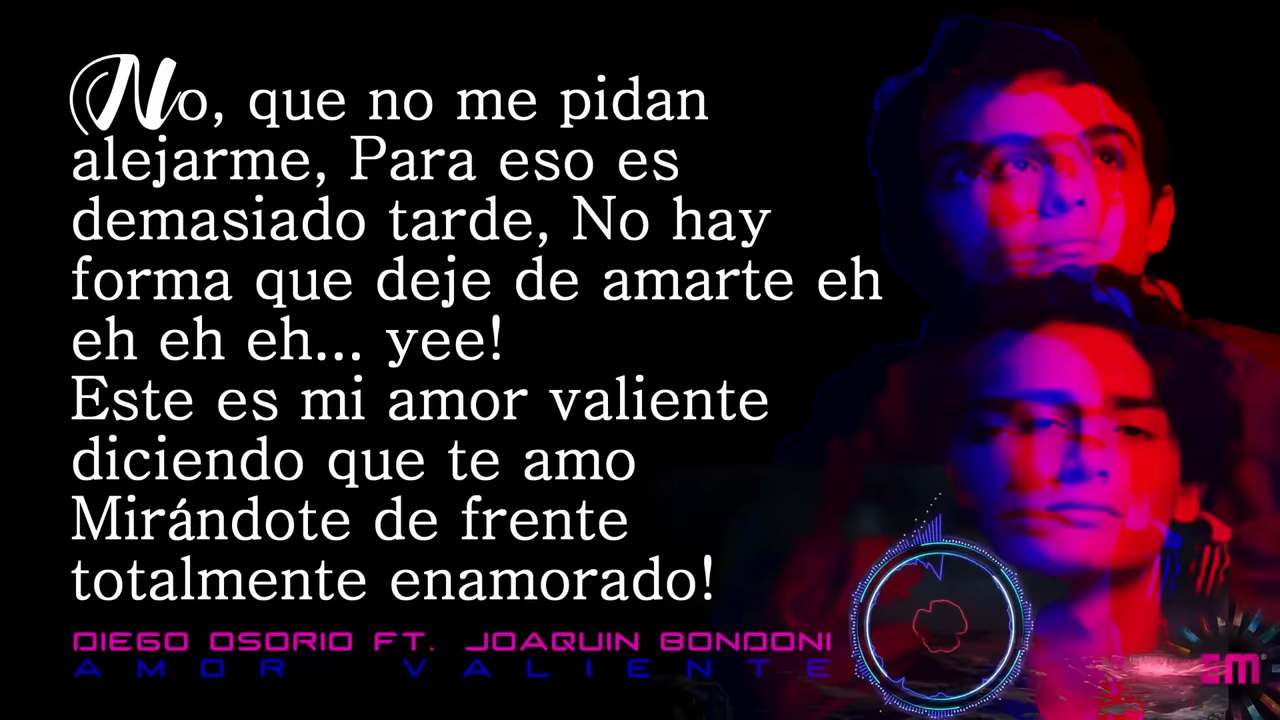 No, que no me pidan
alejarme, Para eso es
demasiado tarde, No hay
forma que deje de amarte eh
eh eh eh... yee!
Este es mi amor valiente
diciendo que te amo
Mirándote de frente
totalmente enamorado!
DIEGO OSORIO FT. JOAQUIN BONDONI
AMOR VALIENTE
EM®